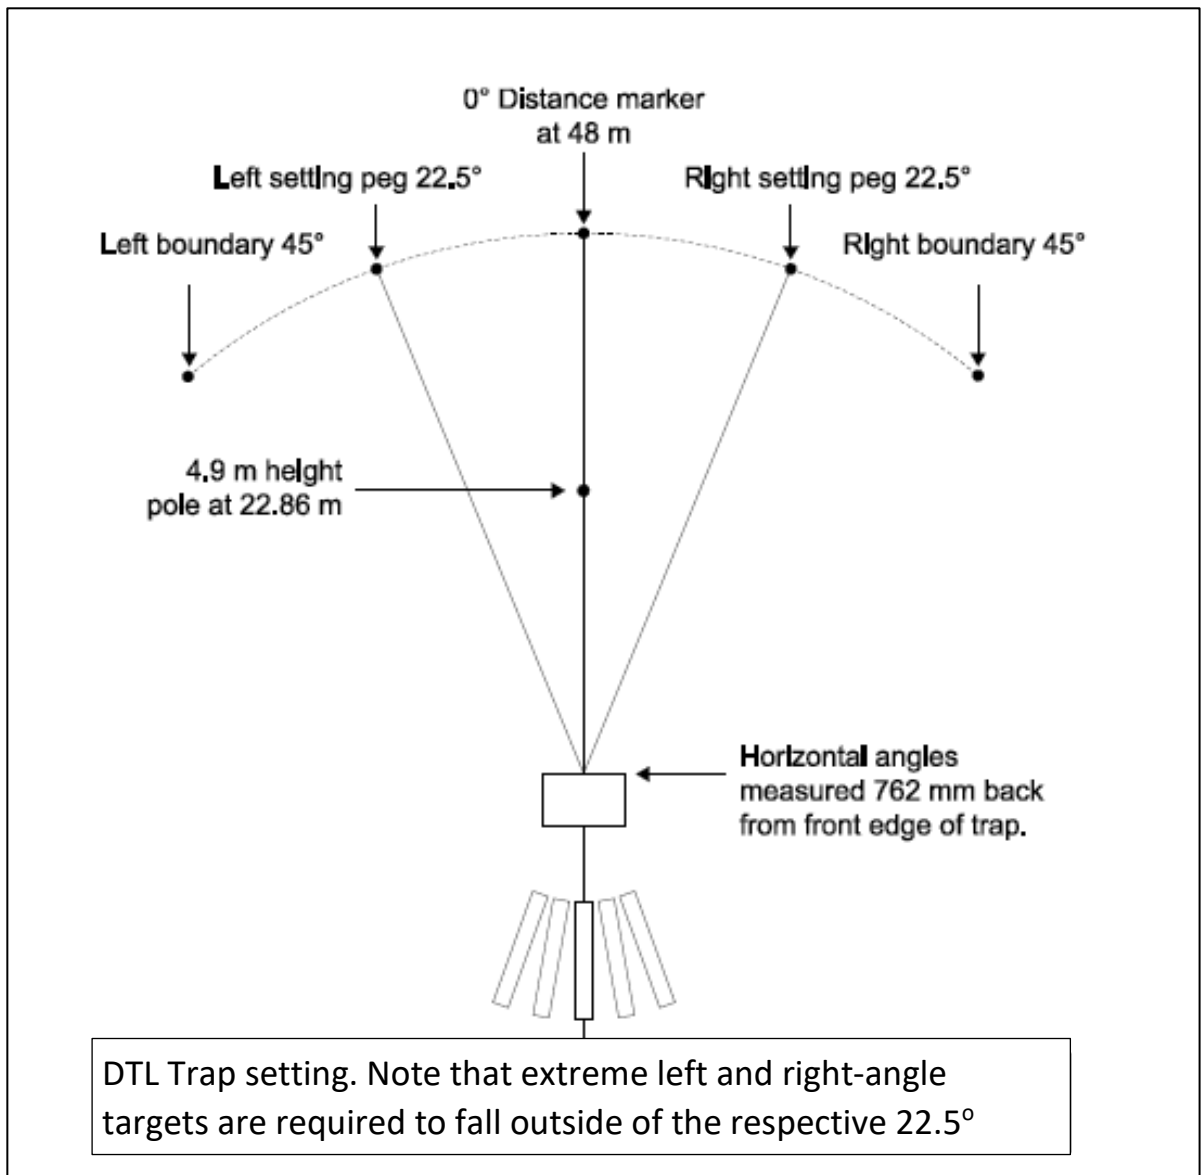 0° Distance marker
at 48 m
Left setting peg 22.5°
Right setting peg 22.5°
Left boundary 45°
Right boundary 45°
4.9 m height
pole at 22.86 m
Horizontal angles
measured 762 mm back
from front edge of trap.
DTL Trap setting. Note that extreme left and right-angle
targets are required to fall outside of the respective 22.5º